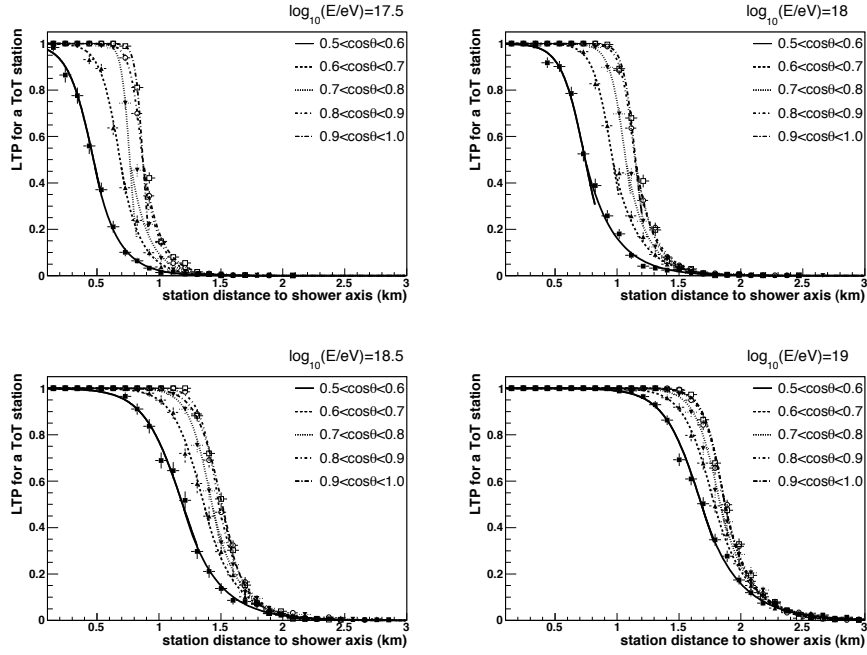 log10(E/eV)=17.5
LTP for a ToT station
1
0.8
0.6
0.4
0.2
0
0.5<cosθ<0.6
0.6<cosθ<0.7
0.7<cosθ<0.8
0.8<cosθ<0.9
0.9<cosθ<1.0
0.5 1 1.5 2 2.5 3
station distance to shower axis (km)
log10(E/eV)=18
LTP for a ToT station
1
0.8
0.6
0.4
0.2
0
0.5<cosθ<0.6
0.6<cosθ<0.7
0.7<cosθ<0.8
0.8<cosθ<0.9
0.9<cosθ<1.0
0.5 1 1.5 2 2.5 3
station distance to shower axis (km)
log10(E/eV)=18.5
LTP for a ToT station
1
0.8
0.6
0.4
0.2
0
0.5<cosθ<0.6
0.6<cosθ<0.7
0.7<cosθ<0.8
0.8<cosθ<0.9
0.9<cosθ<1.0
0.5 1 1.5 2 2.5 3
station distance to shower axis (km)
log10(E/eV)=19
LTP for a ToT station
1
0.8
0.6
0.4
0.2
0
0.5<cosθ<0.6
0.6<cosθ<0.7
0.7<cosθ<0.8
0.8<cosθ<0.9
0.9<cosθ<1.0
0.5 1 1.5 2 2.5 3
station distance to shower axis (km)